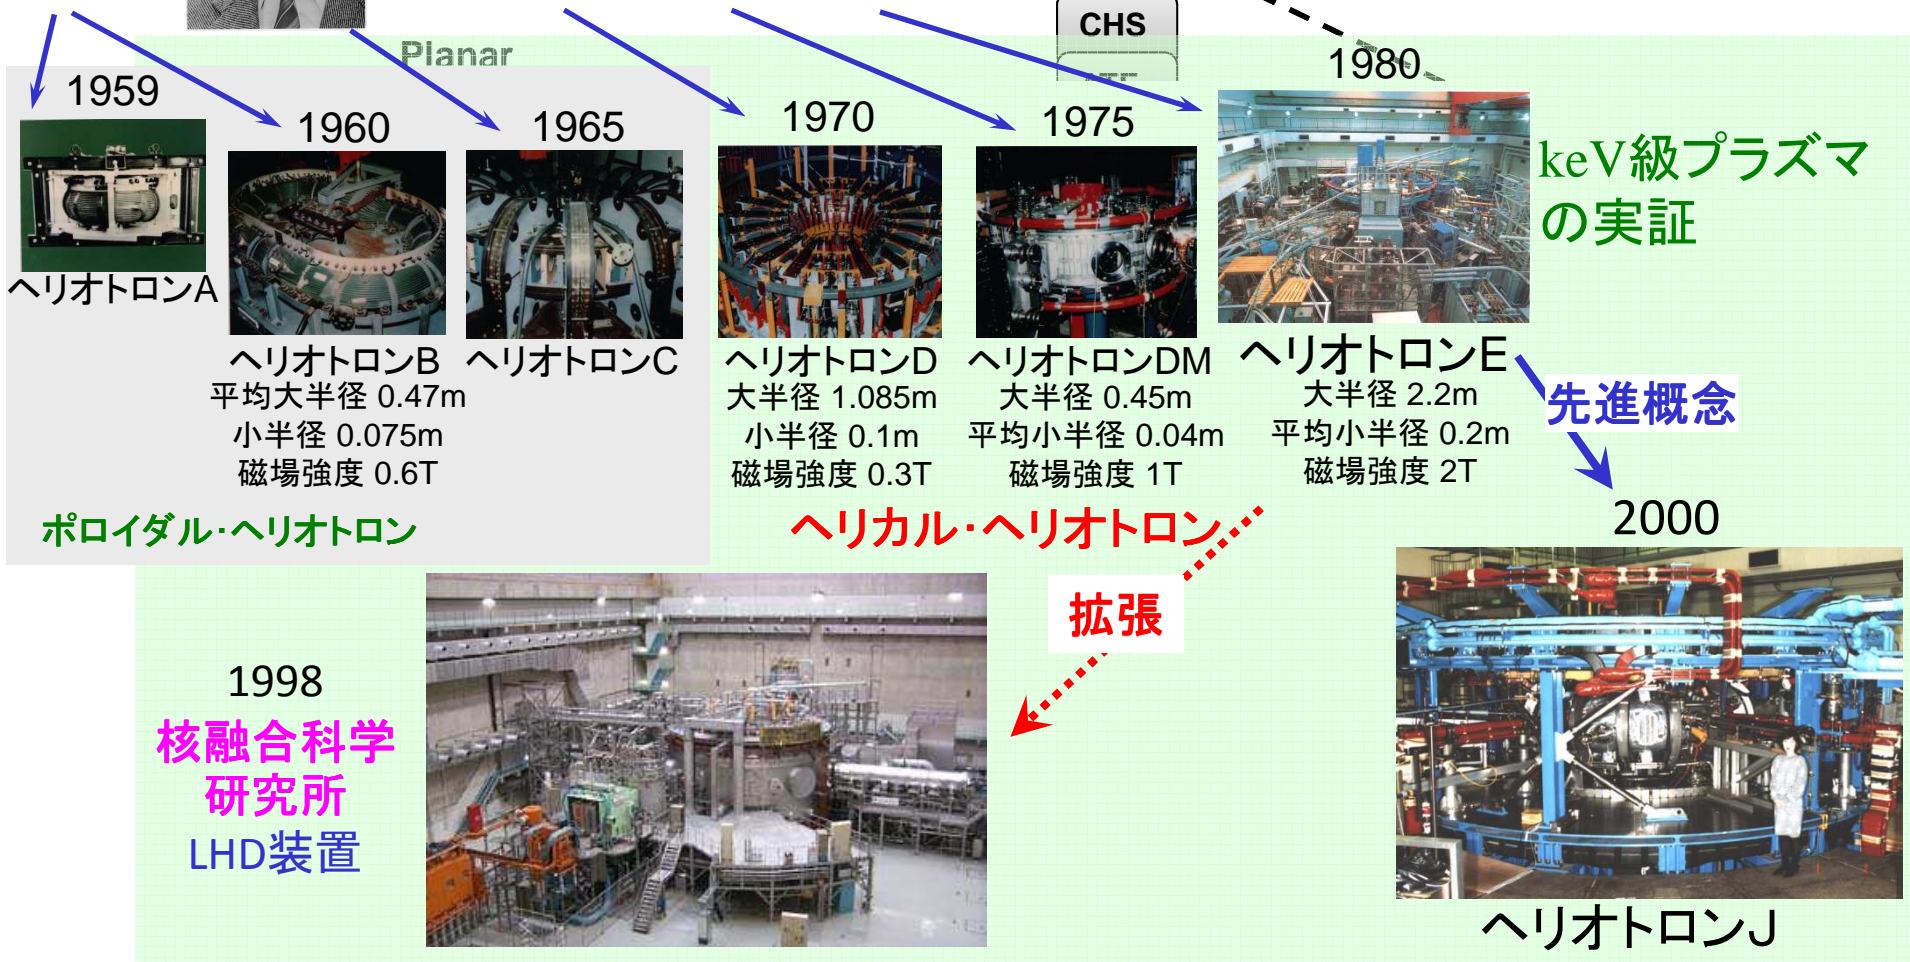 CHS
Planar
1959
1960
1965
1970
1975
1980
keV級プラズマ
の実証
ヘリオトロンA
ヘリオトロンB
平均大半径 0.47m
小半径 0.075m
磁場強度 0.6T
ヘリオトロンC
ヘリオトロンD
大半径 1.085m
小半径 0.1m
磁場強度 0.3T
ヘリオトロンDM
大半径 0.45m
平均小半径 0.04m
磁場強度 1T
ヘリオトロンE
大半径 2.2m
平均小半径 0.2m
磁場強度 2T
先進概念
ポロイダル・ヘリオトロン
ヘリカル・ヘリオトロン
2000
拡張
1998
核融合科学
研究所
LHD装置
ヘリオトロンJ